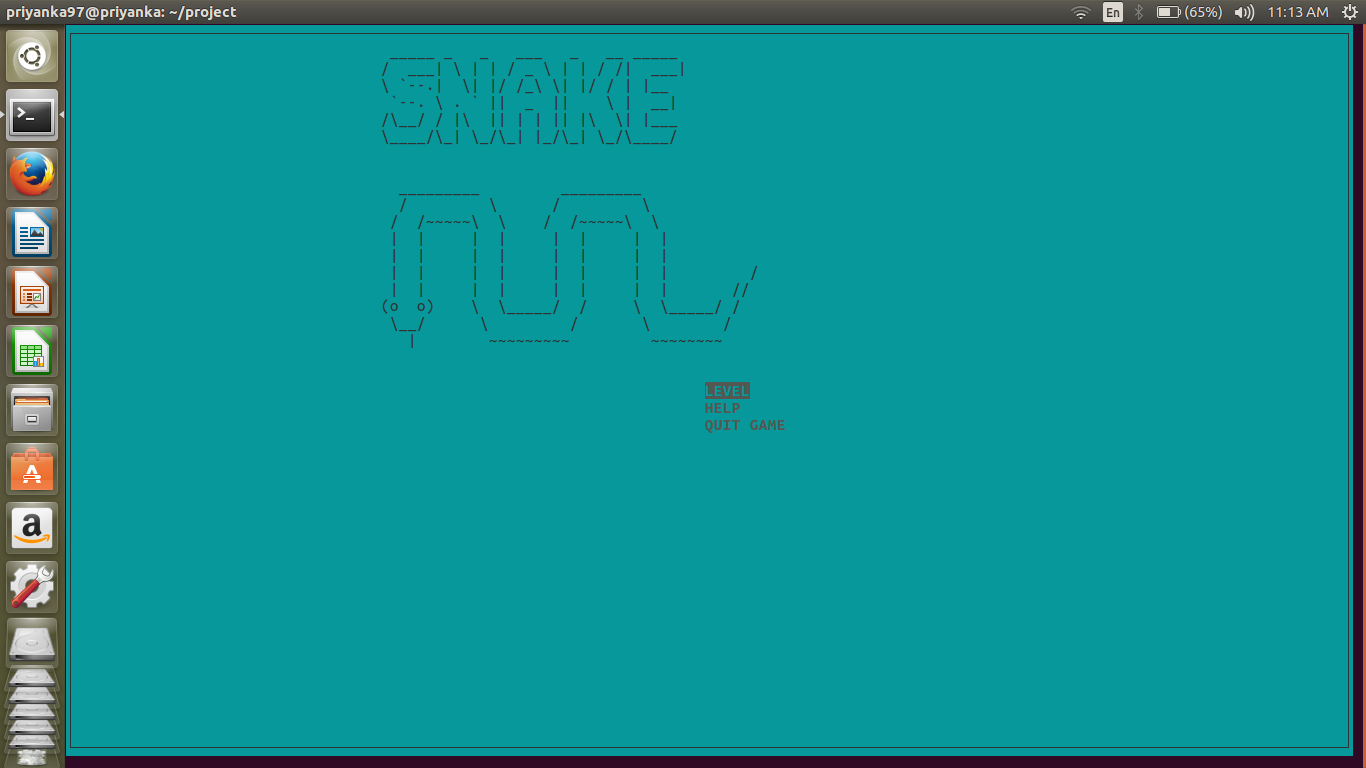 priyanka97@priyanka: ~/project
En
(65%)
11:13 AM
SNAKE
LEVEL
HELP
QUIT GAME